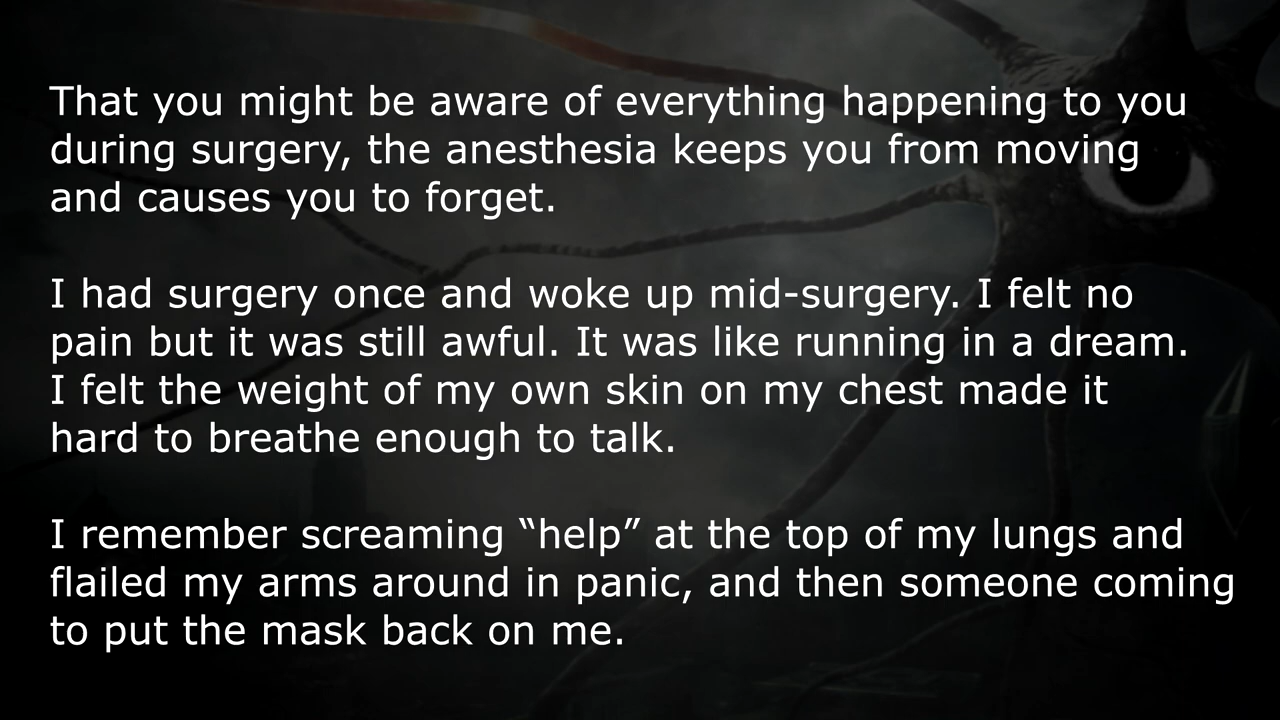 That you might be aware of everything happening to you
during surgery, the anesthesia keeps you from moving
and causes you to forget.
I had surgery once and woke up mid-surgery. I felt no
pain but it was still awful. It was like running in a dream.
I felt the weight of my own skin on my chest made it
hard to breathe enough to talk.
I remember screaming “help” at the top of my lungs and
flailed my arms around in panic, and then someone coming
to put the mask back on me.